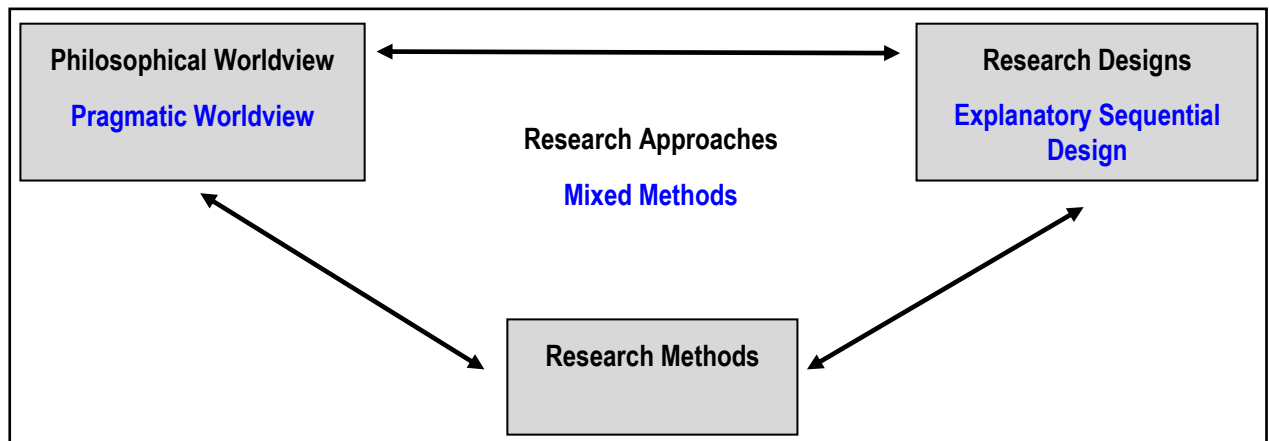 Philosophical Worldview
Pragmatic Worldview
Research Designs
Explanatory Sequential
Design
Research Approaches
Mixed Methods
Research Methods